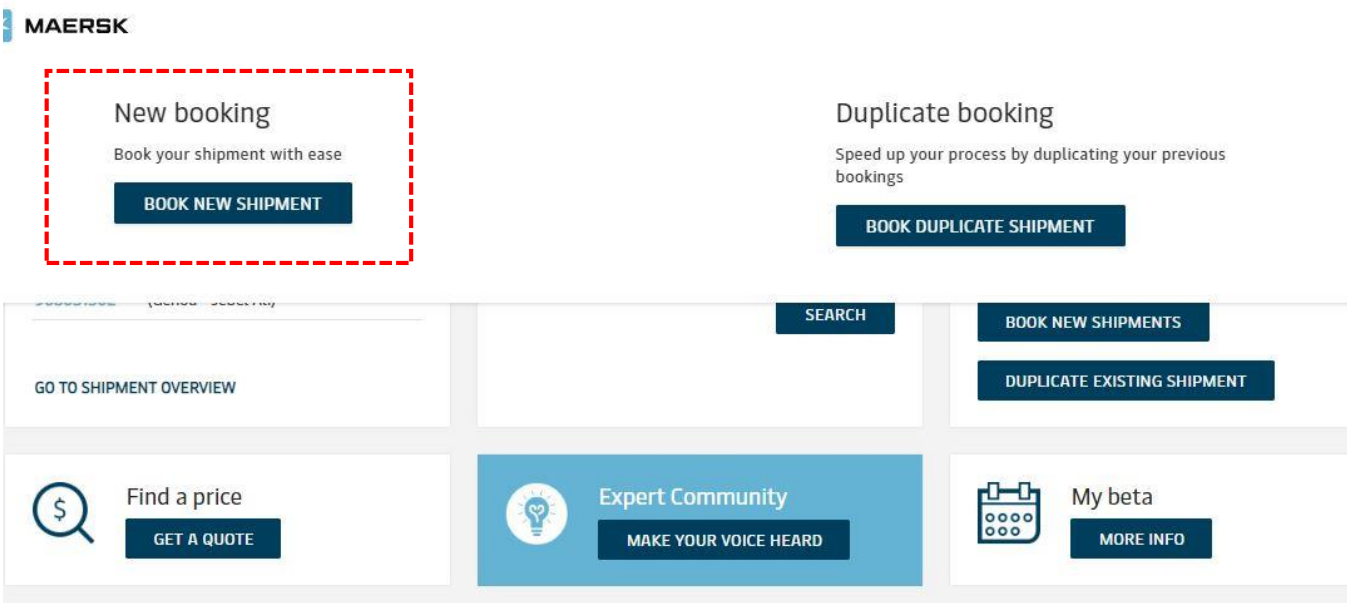 MAERSK
New booking
Book your shipment with ease
BOOK NEW SHIPMENT
Duplicate booking
Speed up your process by duplicating your previous
bookings
BOOK DUPLICATE SHIPMENT
SEARCH
BOOK NEW SHIPMENTS
GO TO SHIPMENT OVERVIEW
DUPLICATE EXISTING SHIPMENT
$
Find a price
GET A QUOTE
Expert Community
MAKE YOUR VOICE HEARD
My beta
MORE INFO